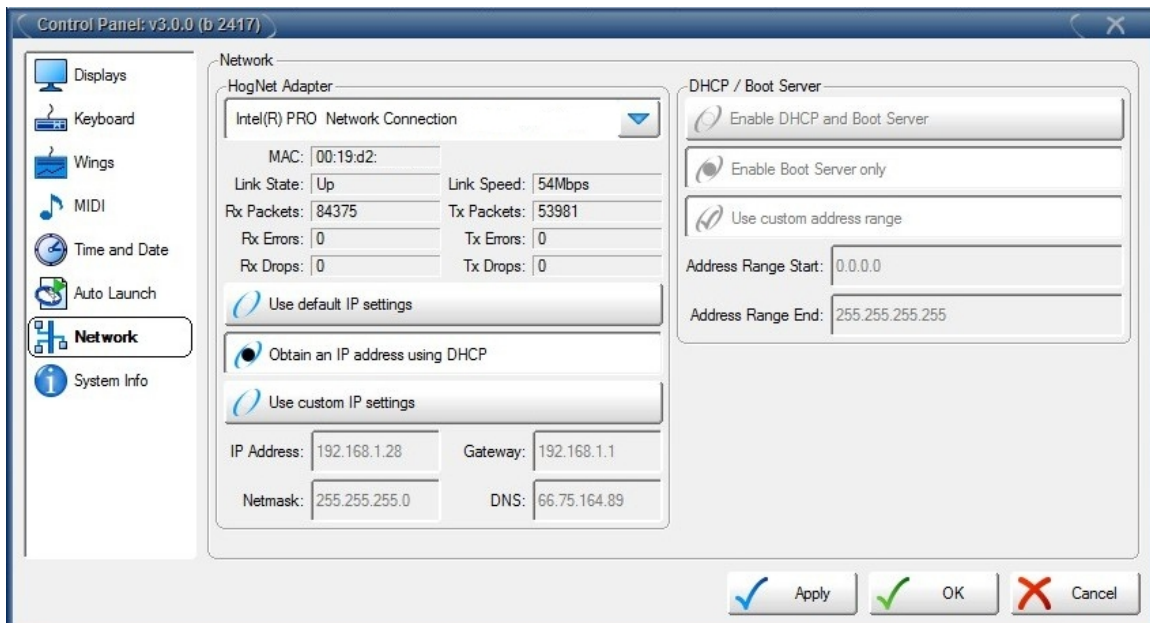 Control Panel: v3.0.0 (b 2417)
Displays
Keyboard
Wings
MIDI
Time and Date
Auto Launch
Network
System Info
Network
HogNet Adapter
Intel(R) PRO Network Connection
MAC: 00:19:d2:
Link State: Up Link Speed: 54Mbps
Rx Packets: 84375 Tx Packets: 53981
Rx Errors: 0 Tx Errors: 0
Rx Drops: 0 Tx Drops: 0
Use default IP settings
Obtain an IP address using DHCP
Use custom IP settings
IP Address: 192.168.1.28 Gateway: 192.168.1.1
Netmask: 255.255.255.0 DNS: 66.75.164.89
DHCP / Boot Server
Enable DHCP and Boot Server
Enable Boot Server only
Use custom address range
Address Range Start: 0.0.0.0
Address Range End: 255.255.255.255
Apply OK Cancel